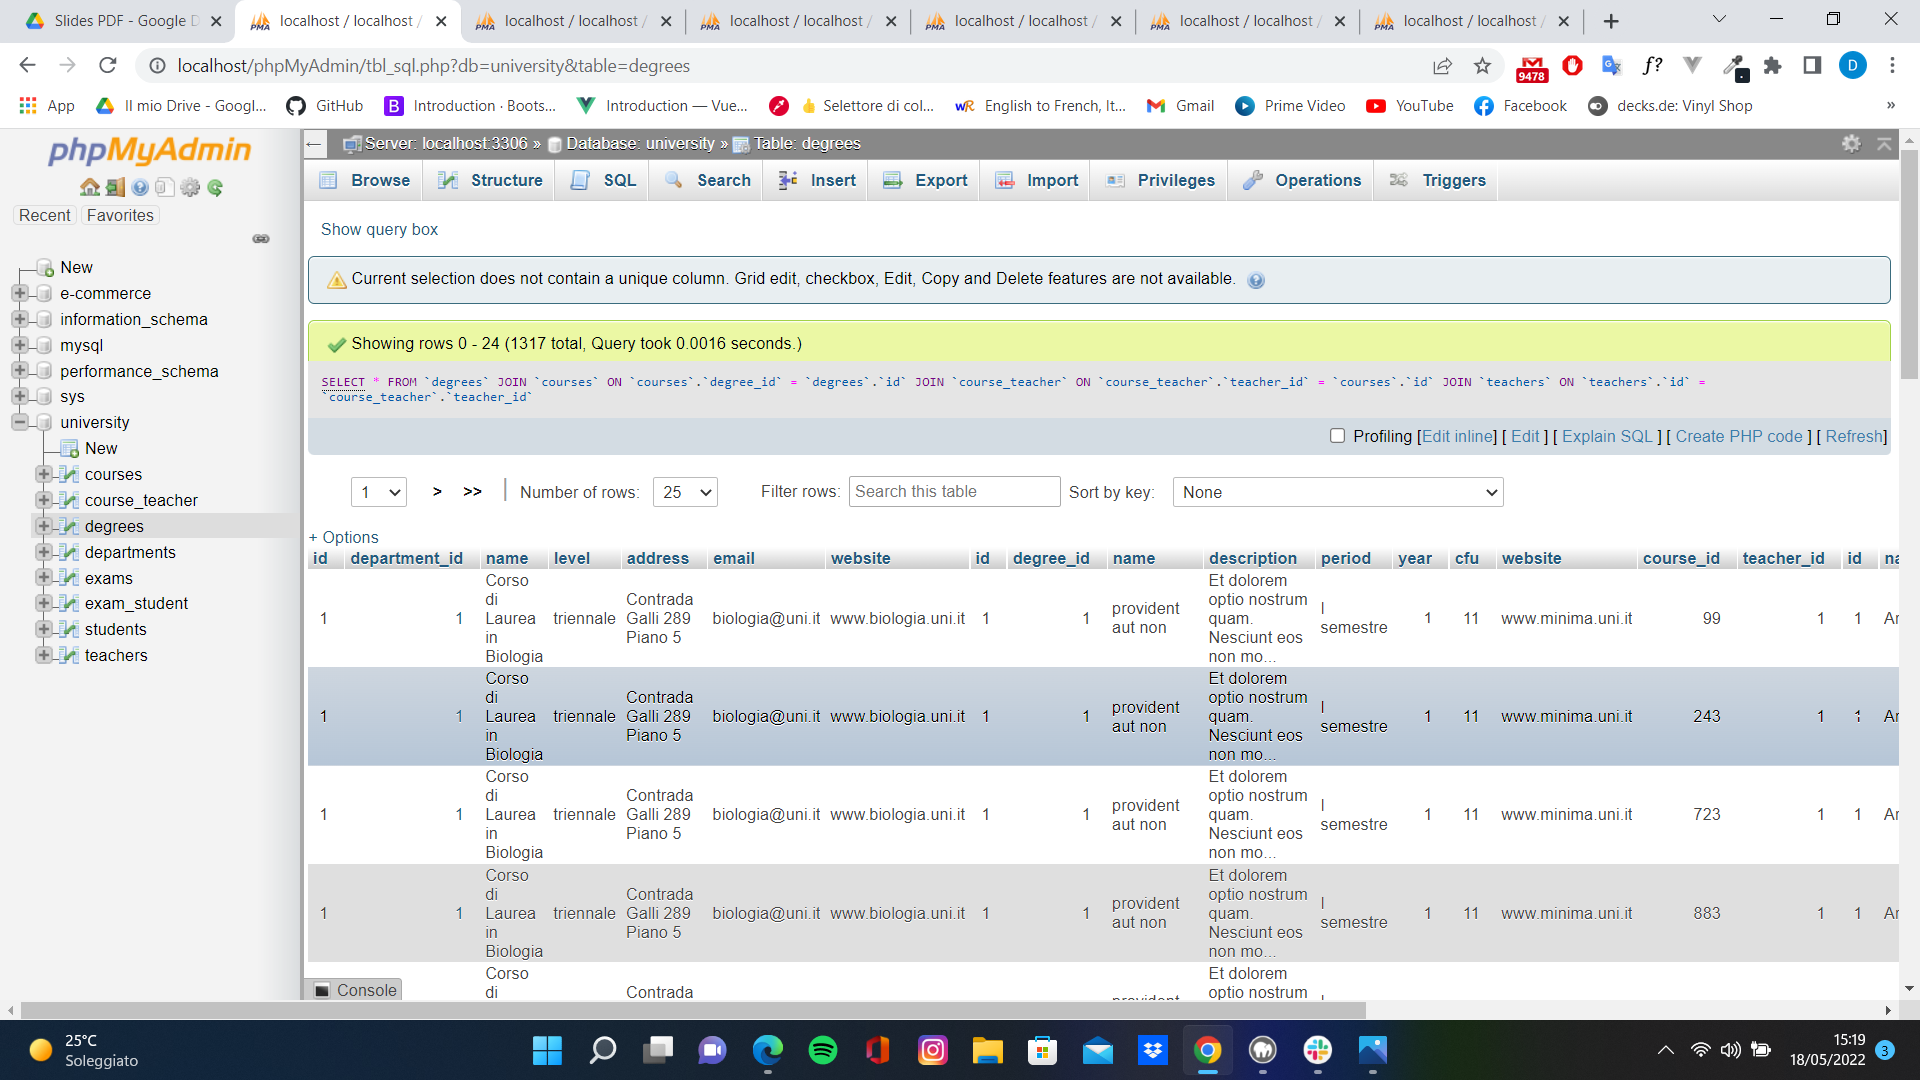 Slides PDF - Google D
localhost / localhost /
localhost / localhost /
localhost / localhost /
localhost / localhost /
localhost / localhost /
localhost / localhost /
localhost/phpMyAdmin/tbl_sql.php?db=university&table=degrees
9478
f?
D
App
Il mio Drive - Googl...
GitHub
Introduction · Boots...
Introduction — Vue...
Selettore di col...
English to French, It...
Gmail
Prime Video
YouTube
Facebook
decks.de: Vinyl Shop
»
phpMyAdmin
Recent
Favorites
New
e-commerce
information_schema
mysql
performance_schema
sys
university
New
courses
course_teacher
degrees
departments
exams
exam_student
students
teachers
Server: localhost:3306 » Database: university » Table: degrees
Browse
Structure
SQL
Search
Insert
Export
Import
Privileges
Operations
Triggers
Show query box
Current selection does not contain a unique column. Grid edit, checkbox, Edit, Copy and Delete features are not available.
Showing rows 0 - 24 (1317 total, Query took 0.0016 seconds.)
SELECT * FROM `degrees` JOIN `courses` ON `courses`.`degree_id` = `degrees`.`id` JOIN `course_teacher` ON `course_teacher`.`teacher_id` = `courses`.`id` JOIN `teachers` ON `teachers`.`id` =
`course_teacher`.`teacher_id`
Profiling [Edit inline] [ Edit ] [ Explain SQL ] [ Create PHP code ] [ Refresh]
1 > >> Number of rows: 25 Filter rows: Search this table Sort by key: None
+ Options
id department_id name level address email website id degree_id name description period year cfu website course_id teacher_id id na
1 1 Corso di Laurea in Biologia triennale Contrada Galli 289 Piano 5 biologia@uni.it www.biologia.uni.it 1 1 provident aut non Et dolorem optio nostrum quam. Nesciunt eos non mo... I semestre 1 11 www.minima.uni.it 99 1 1 Ar
1 1 Corso di Laurea in Biologia triennale Contrada Galli 289 Piano 5 biologia@uni.it www.biologia.uni.it 1 1 provident aut non Et dolorem optio nostrum quam. Nesciunt eos non mo... I semestre 1 11 www.minima.uni.it 243 1 1 Ar
1 1 Corso di Laurea in Biologia triennale Contrada Galli 289 Piano 5 biologia@uni.it www.biologia.uni.it 1 1 provident aut non Et dolorem optio nostrum quam. Nesciunt eos non mo... I semestre 1 11 www.minima.uni.it 723 1 1 Ar
1 1 Corso di Laurea in Biologia triennale Contrada Galli 289 Piano 5 biologia@uni.it www.biologia.uni.it 1 1 provident aut non Et dolorem optio nostrum quam. Nesciunt eos non mo... I semestre 1 11 www.minima.uni.it 883 1 1 Ar
Corso di Contrada Et dolorem optio nostrum
Console
25°C
Soleggiato
15:19
18/05/2022
3